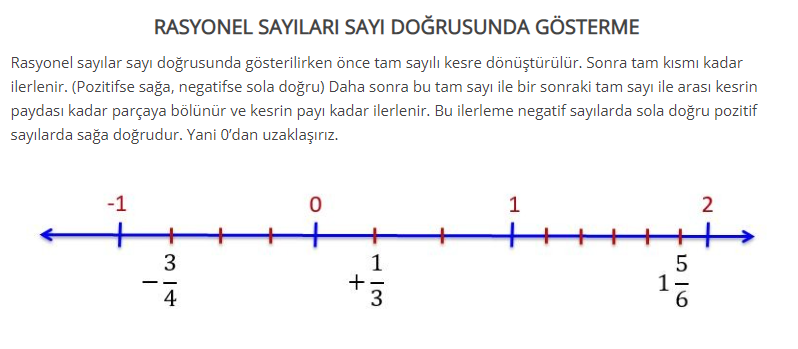 RASYONEL SAYILARI SAYI DOĞRUSUNDA GÖSTERME
Rasyonel sayılar sayı doğrusunda gösterilirken önce tam sayılı kesre dönüştürülür. Sonra tam kısmı kadar
ilerlenir. (Pozitifse sağa, negatifse sola doğru) Daha sonra bu tam sayı ile bir sonraki tam sayı ile arası kesrin
paydası kadar parçaya bölünür ve kesrin payı kadar ilerlenir. Bu ilerleme negatif sayılarda sola doğru pozitif
sayılarda sağa doğrudur. Yani 0’dan uzaklaşırız.
-1 0 1 2
−3/4 +1/3 1 5/6